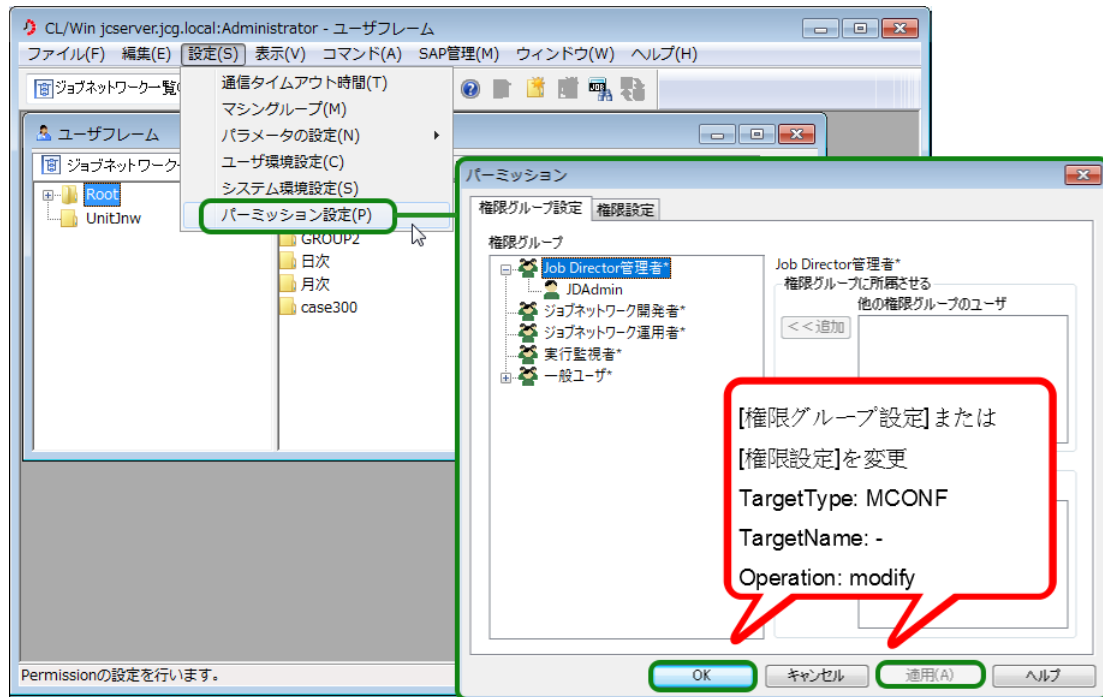 CL/Win jcserver.jcg.local:Administrator - ユーザフレーム
ファイル(F) 編集(E) 設定(S) 表示(V) コマンド(A) SAP管理(M) ウィンドウ(W) ヘルプ(H)
ジョブネットワーク一覧
通信タイムアウト時間(T)
マシングループ(M)
パラメータの設定(N)
ユーザ環境設定(C)
システム環境設定(S)
パーミッション設定(P)
ユーザフレーム
ジョブネットワーク
Root
UnitJnw
GROUP2
日次
月次
case300
パーミッション
権限グループ設定 権限設定
権限グループ
Job Director管理者*
JDAdmin
ジョブネットワーク開発者*
ジョブネットワーク運用者*
実行監視者*
一般ユーザ*
Job Director管理者*
権限グループに所属させる
他の権限グループのユーザ
<<追加
[権限グループ設定]または
[権限設定]を変更
TargetType: MCONF
TargetName: -
Operation: modify
OK キャンセル 適用(A) ヘルプ
Permissionの設定を行います。